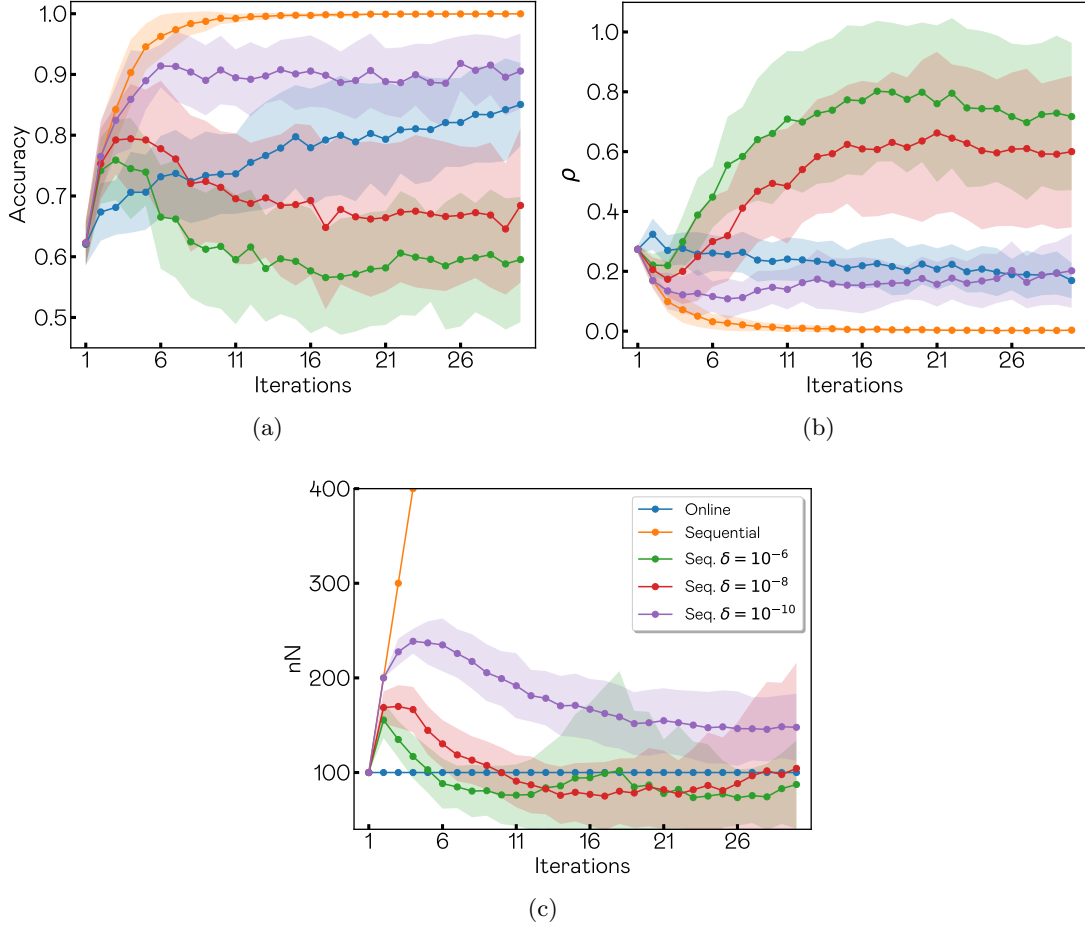 1.0
0.9
0.8
0.7
0.6
0.5
Accuracy
1 6 11 16 21 26
Iterations
(a)
1.0
0.8
0.6
0.4
0.2
0.0
ρ
1 6 11 16 21 26
Iterations
(b)
400
300
200
100
nN
Online
Sequential
Seq. δ = 10⁻⁶
Seq. δ = 10⁻⁸
Seq. δ = 10⁻¹⁰
1 6 11 16 21 26
Iterations
(c)